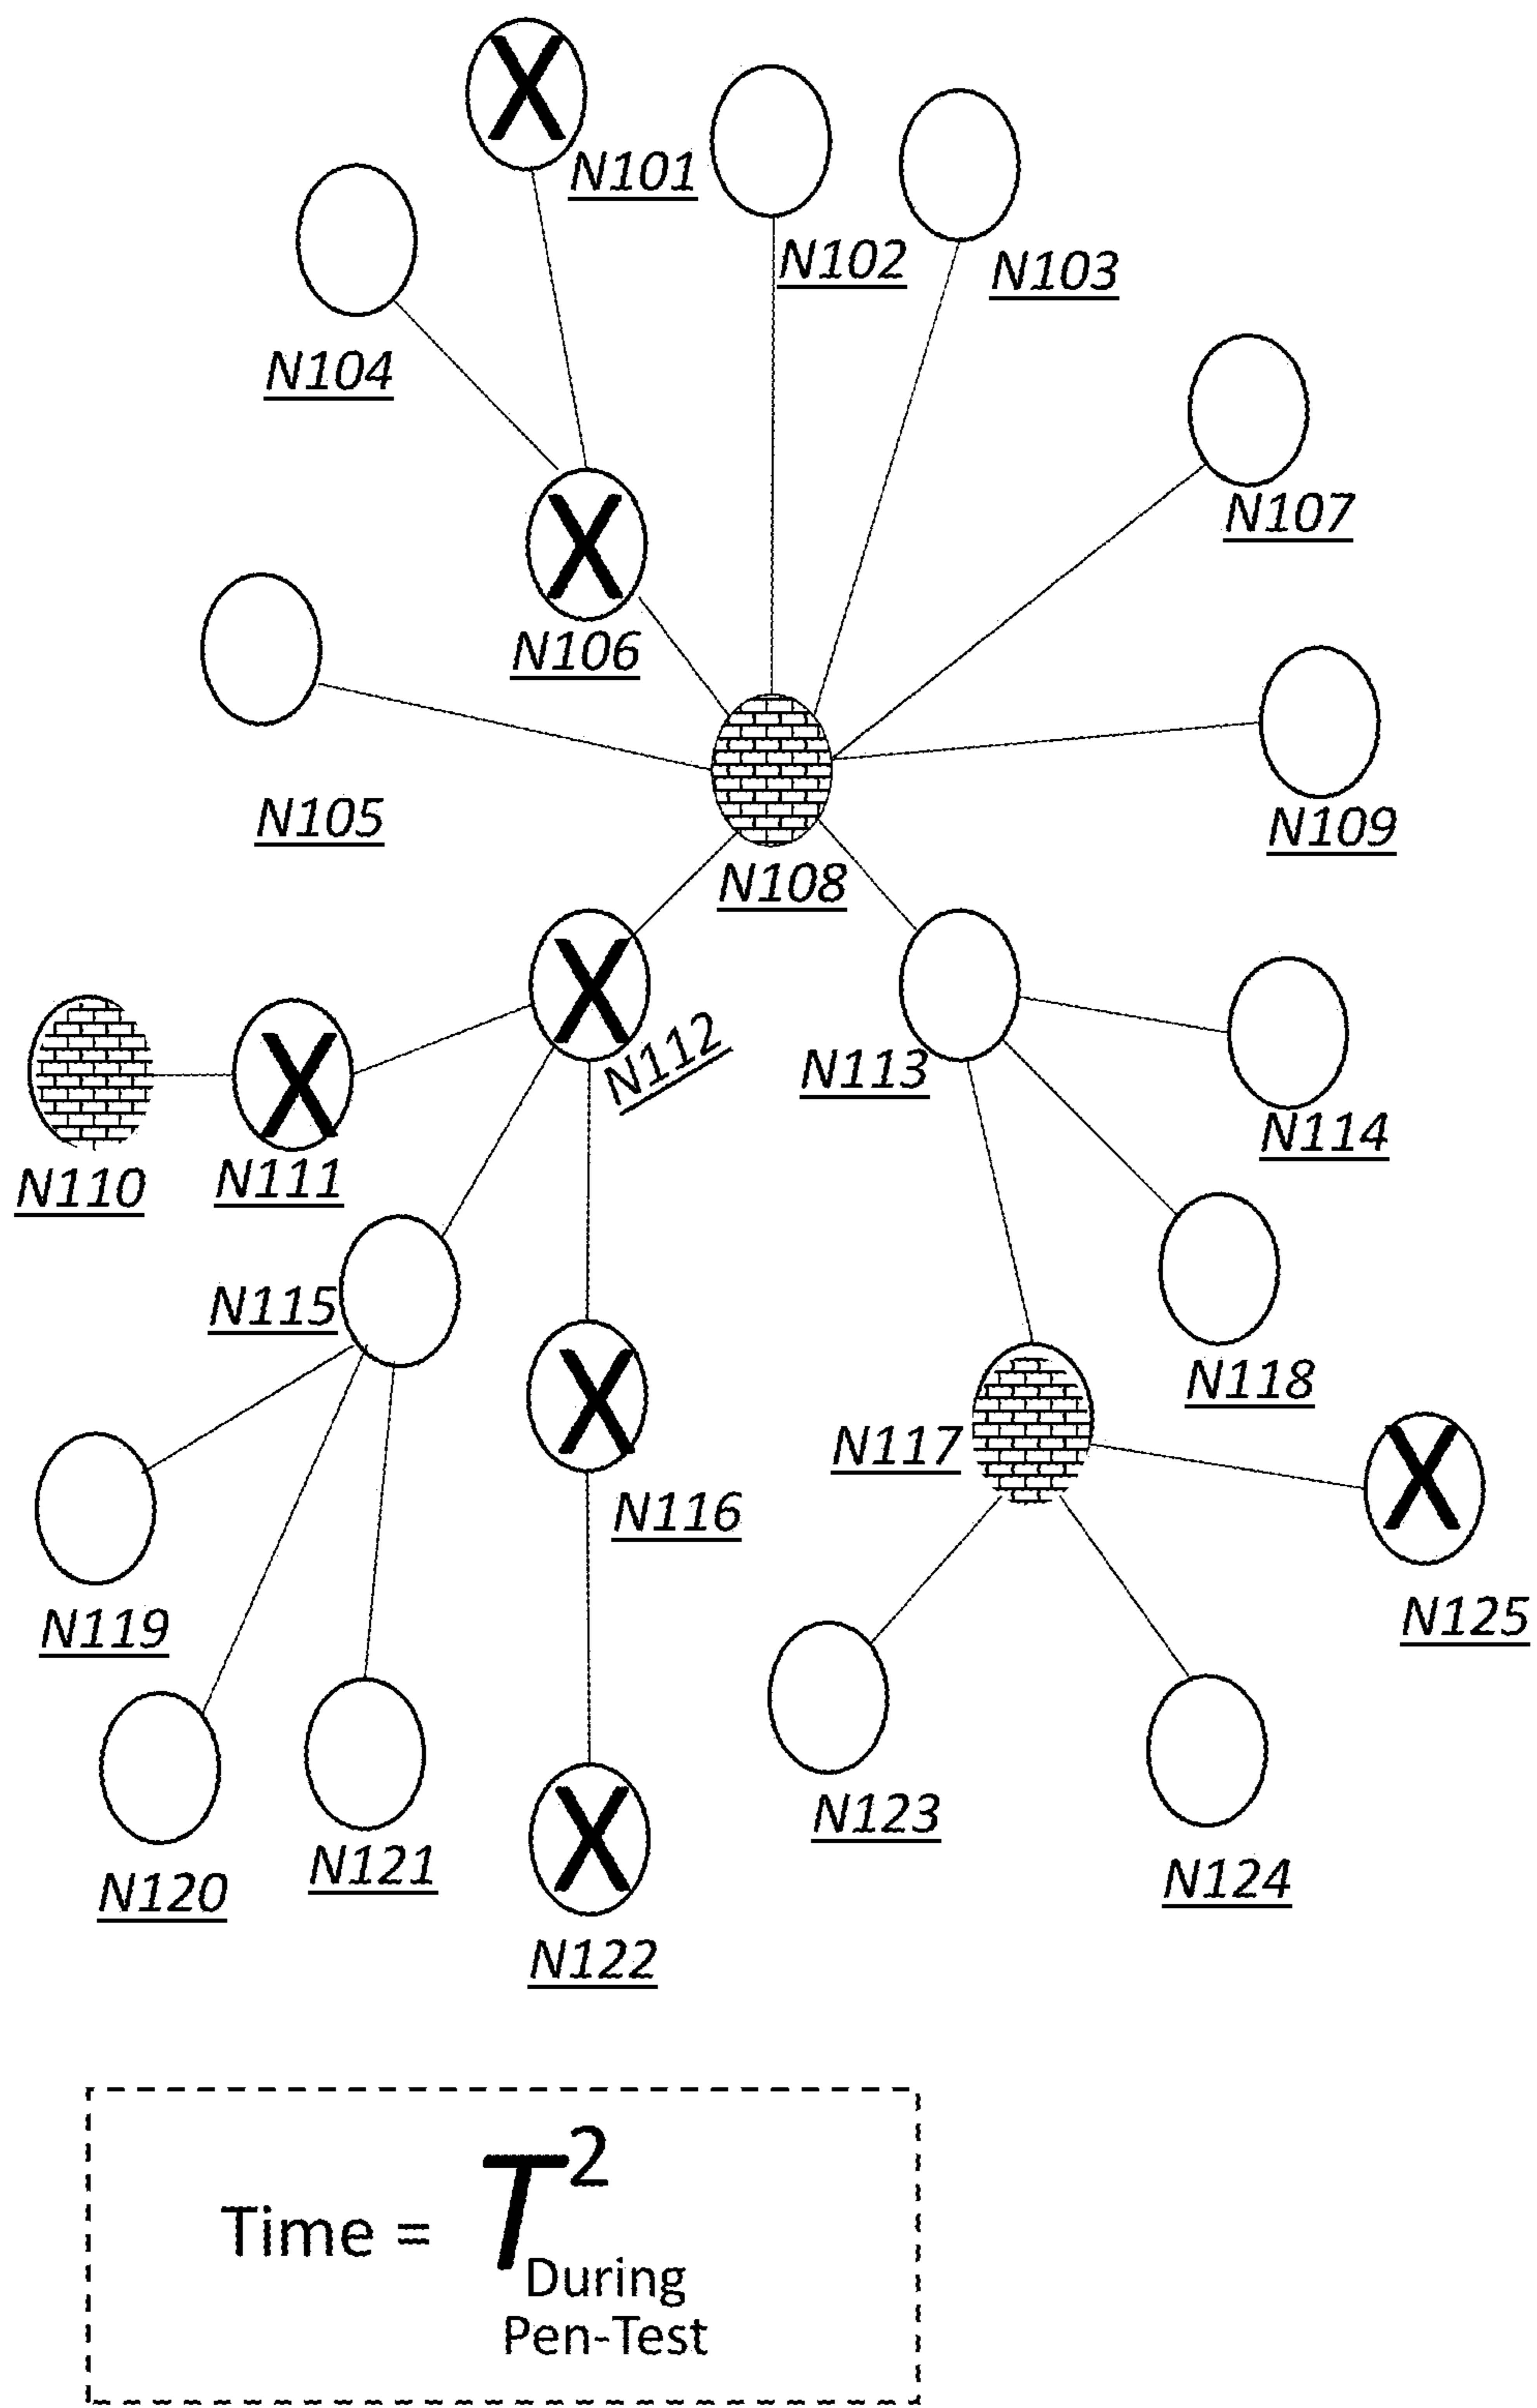 X
N101
N102
N103
N104
N107
X
N106
N105
N109
N108
X
N112
N113
X
N114
N110
N111
N115
X
N118
N117
X
N116
N119
N125
N123
N121
N124
N120
X
N122
Time = T²
During
Pen-Test